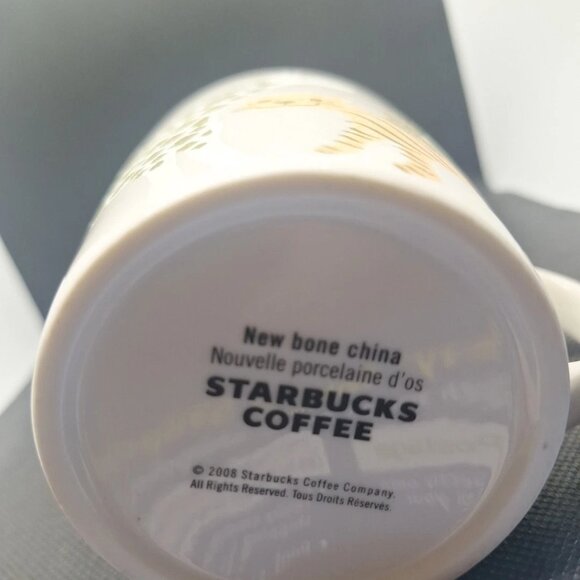 New bone china
Nouvelle porcelaine d'os
STARBUCKS
COFFEE
© 2008 Starbucks Coffee Company.
All Rights Reserved. Tous Droits Réservés.